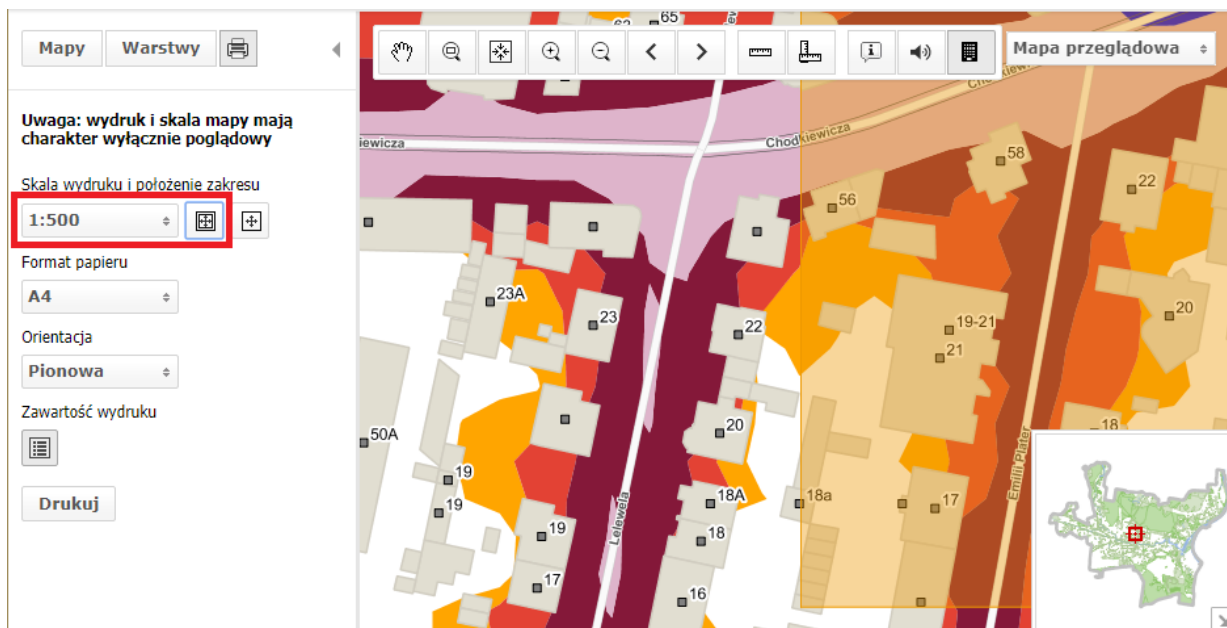 Mapy
Warstwy
Mapa przeglądowa
Uwaga: wydruk i skala mapy mają
charakter wyłącznie poglądowy
Skala wydruku i położenie zakresu
1:500
Format papieru
A4
Orientacja
Pionowa
Zawartość wydruku
Drukuj
65
iewicza
Chodkiewicza
58
22
56
23A
23
22
19-21
20
21
50A
20
18
19
19
18A
18a
17
19
18
17
16
Lelewela
Emilii Plater